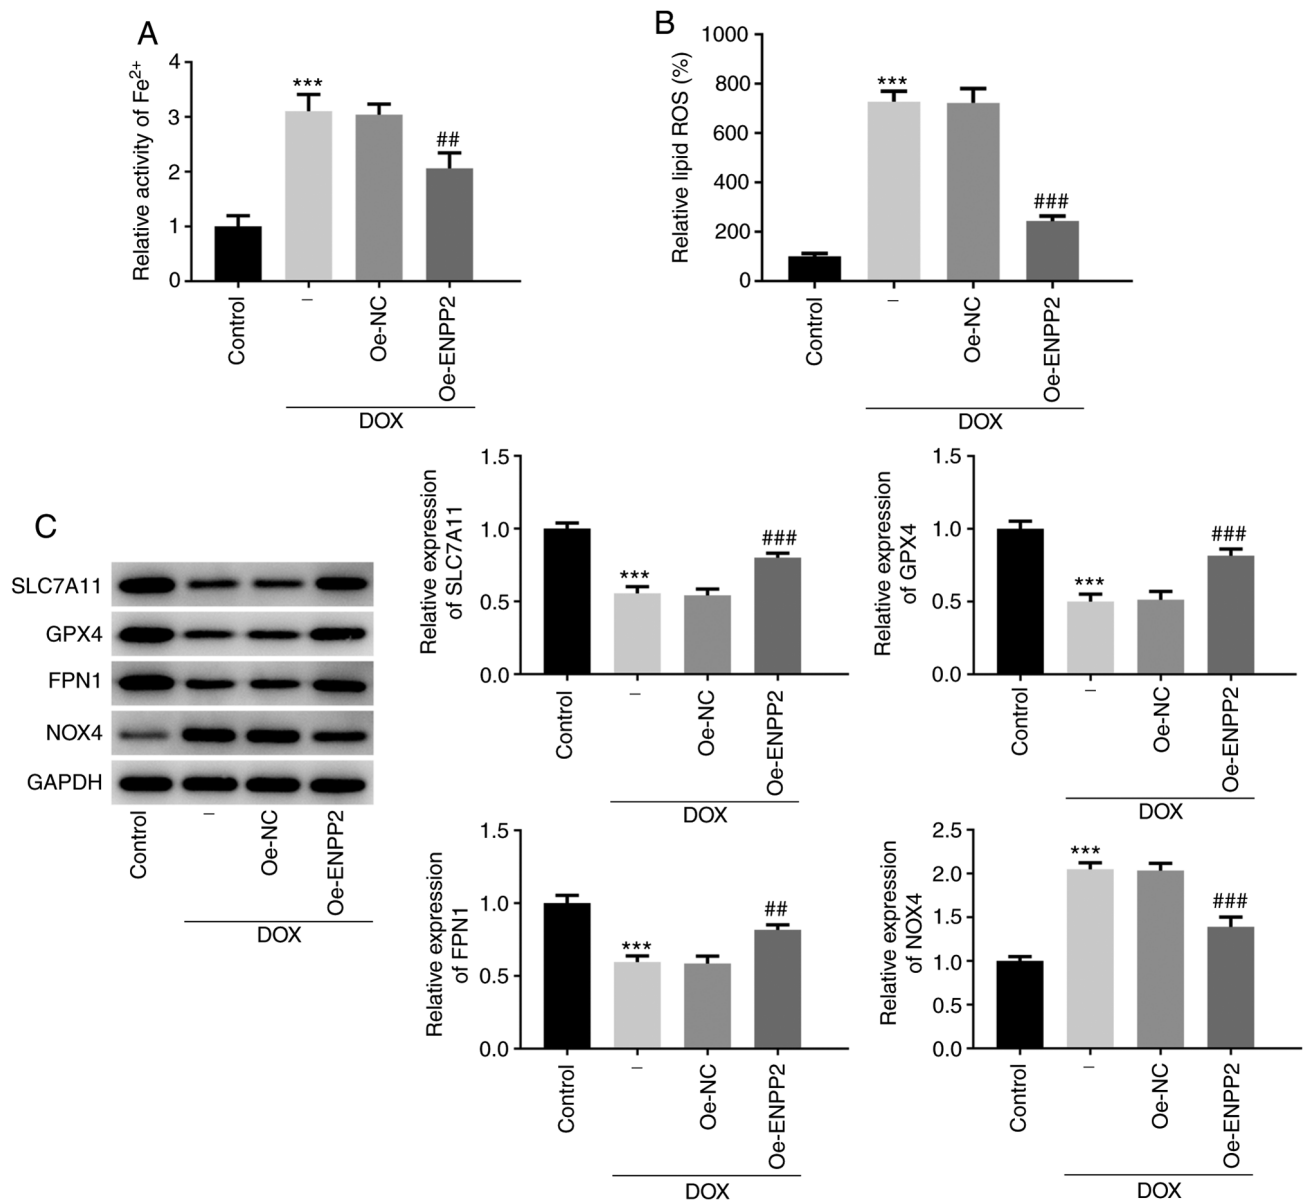 A
Relative activity of Fe2+
4
3
2
1
0
***
##
Control
–
Oe-NC
Oe-ENPP2
DOX
B
Relative lipid ROS (%)
1000
800
600
400
200
0
***
###
Control
–
Oe-NC
Oe-ENPP2
DOX
C
SLC7A11
GPX4
FPN1
NOX4
GAPDH
Control
–
Oe-NC
Oe-ENPP2
DOX
Relative expression
of SLC7A11
1.5
1.0
0.5
0.0
***
###
Control
–
Oe-NC
Oe-ENPP2
DOX
Relative expression
of GPX4
1.5
1.0
0.5
0.0
***
###
Control
–
Oe-NC
Oe-ENPP2
DOX
Relative expression
of FPN1
1.5
1.0
0.5
0.0
***
##
Control
–
Oe-NC
Oe-ENPP2
DOX
Relative expression
of NOX4
2.5
2.0
1.5
1.0
0.5
0.0
***
###
Control
–
Oe-NC
Oe-ENPP2
DOX